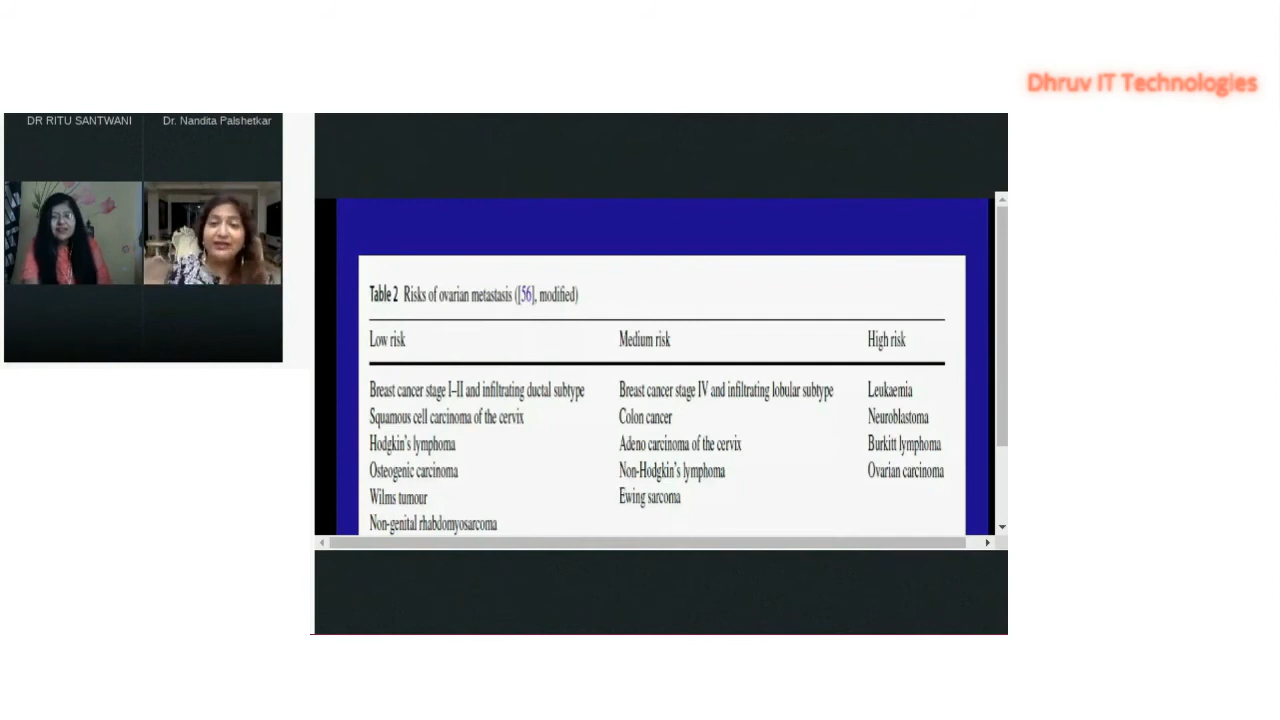 Dhruv IT Technologies
DR RITU SANTWANI
Dr. Nandita Palshetkar
Table 2 Risks of ovarian metastasis ([56], modified)
Low risk Medium risk High risk
Breast cancer stage I–II and infiltrating ductal subtype Breast cancer stage IV and infiltrating lobular subtype Leukaemia
Squamous cell carcinoma of the cervix Colon cancer Neuroblastoma
Hodgkin's lymphoma Adeno carcinoma of the cervix Burkitt lymphoma
Osteogenic carcinoma Non-Hodgkin's lymphoma Ovarian carcinoma
Wilms tumour Ewing sarcoma
Non-genital rhabdomyosarcoma